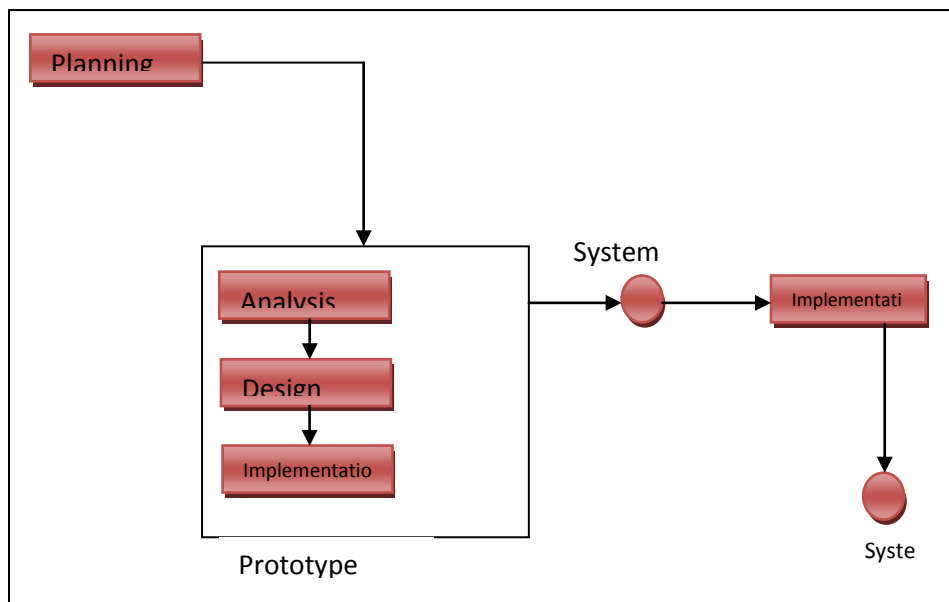 Planning
System
Analysis
Implementati
Design
Implementatio
Syste
Prototype